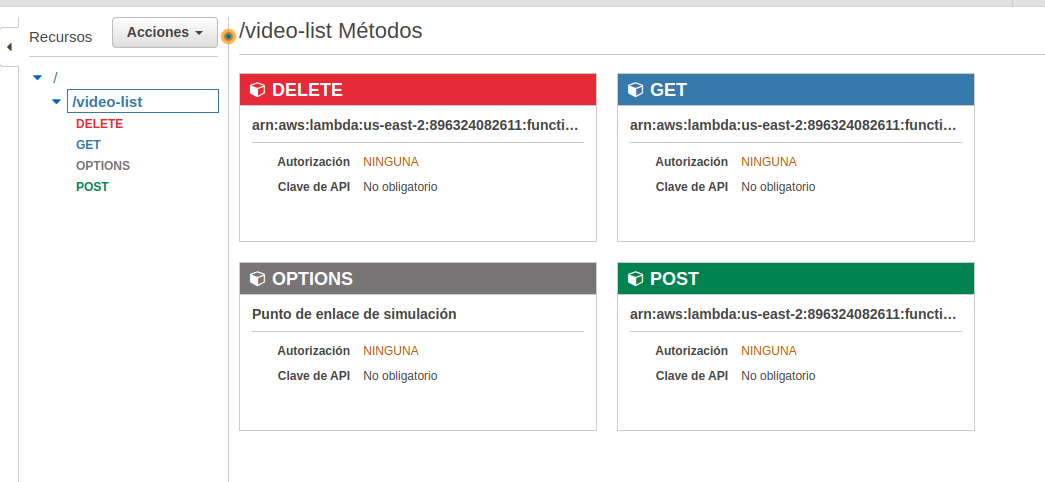 Recursos
Acciones
/
/video-list
DELETE
GET
OPTIONS
POST
/video-list Métodos
DELETE
arn:aws:lambda:us-east-2:896324082611:functi…
Autorización NINGUNA
Clave de API No obligatorio
GET
arn:aws:lambda:us-east-2:896324082611:functi…
Autorización NINGUNA
Clave de API No obligatorio
OPTIONS
Punto de enlace de simulación
Autorización NINGUNA
Clave de API No obligatorio
POST
arn:aws:lambda:us-east-2:896324082611:functi…
Autorización NINGUNA
Clave de API No obligatorio